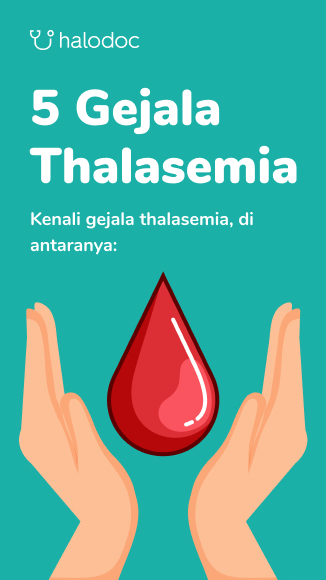 halodoc
5 Gejala
Thalasemia
Kenali gejala thalasemia, di
antaranya: